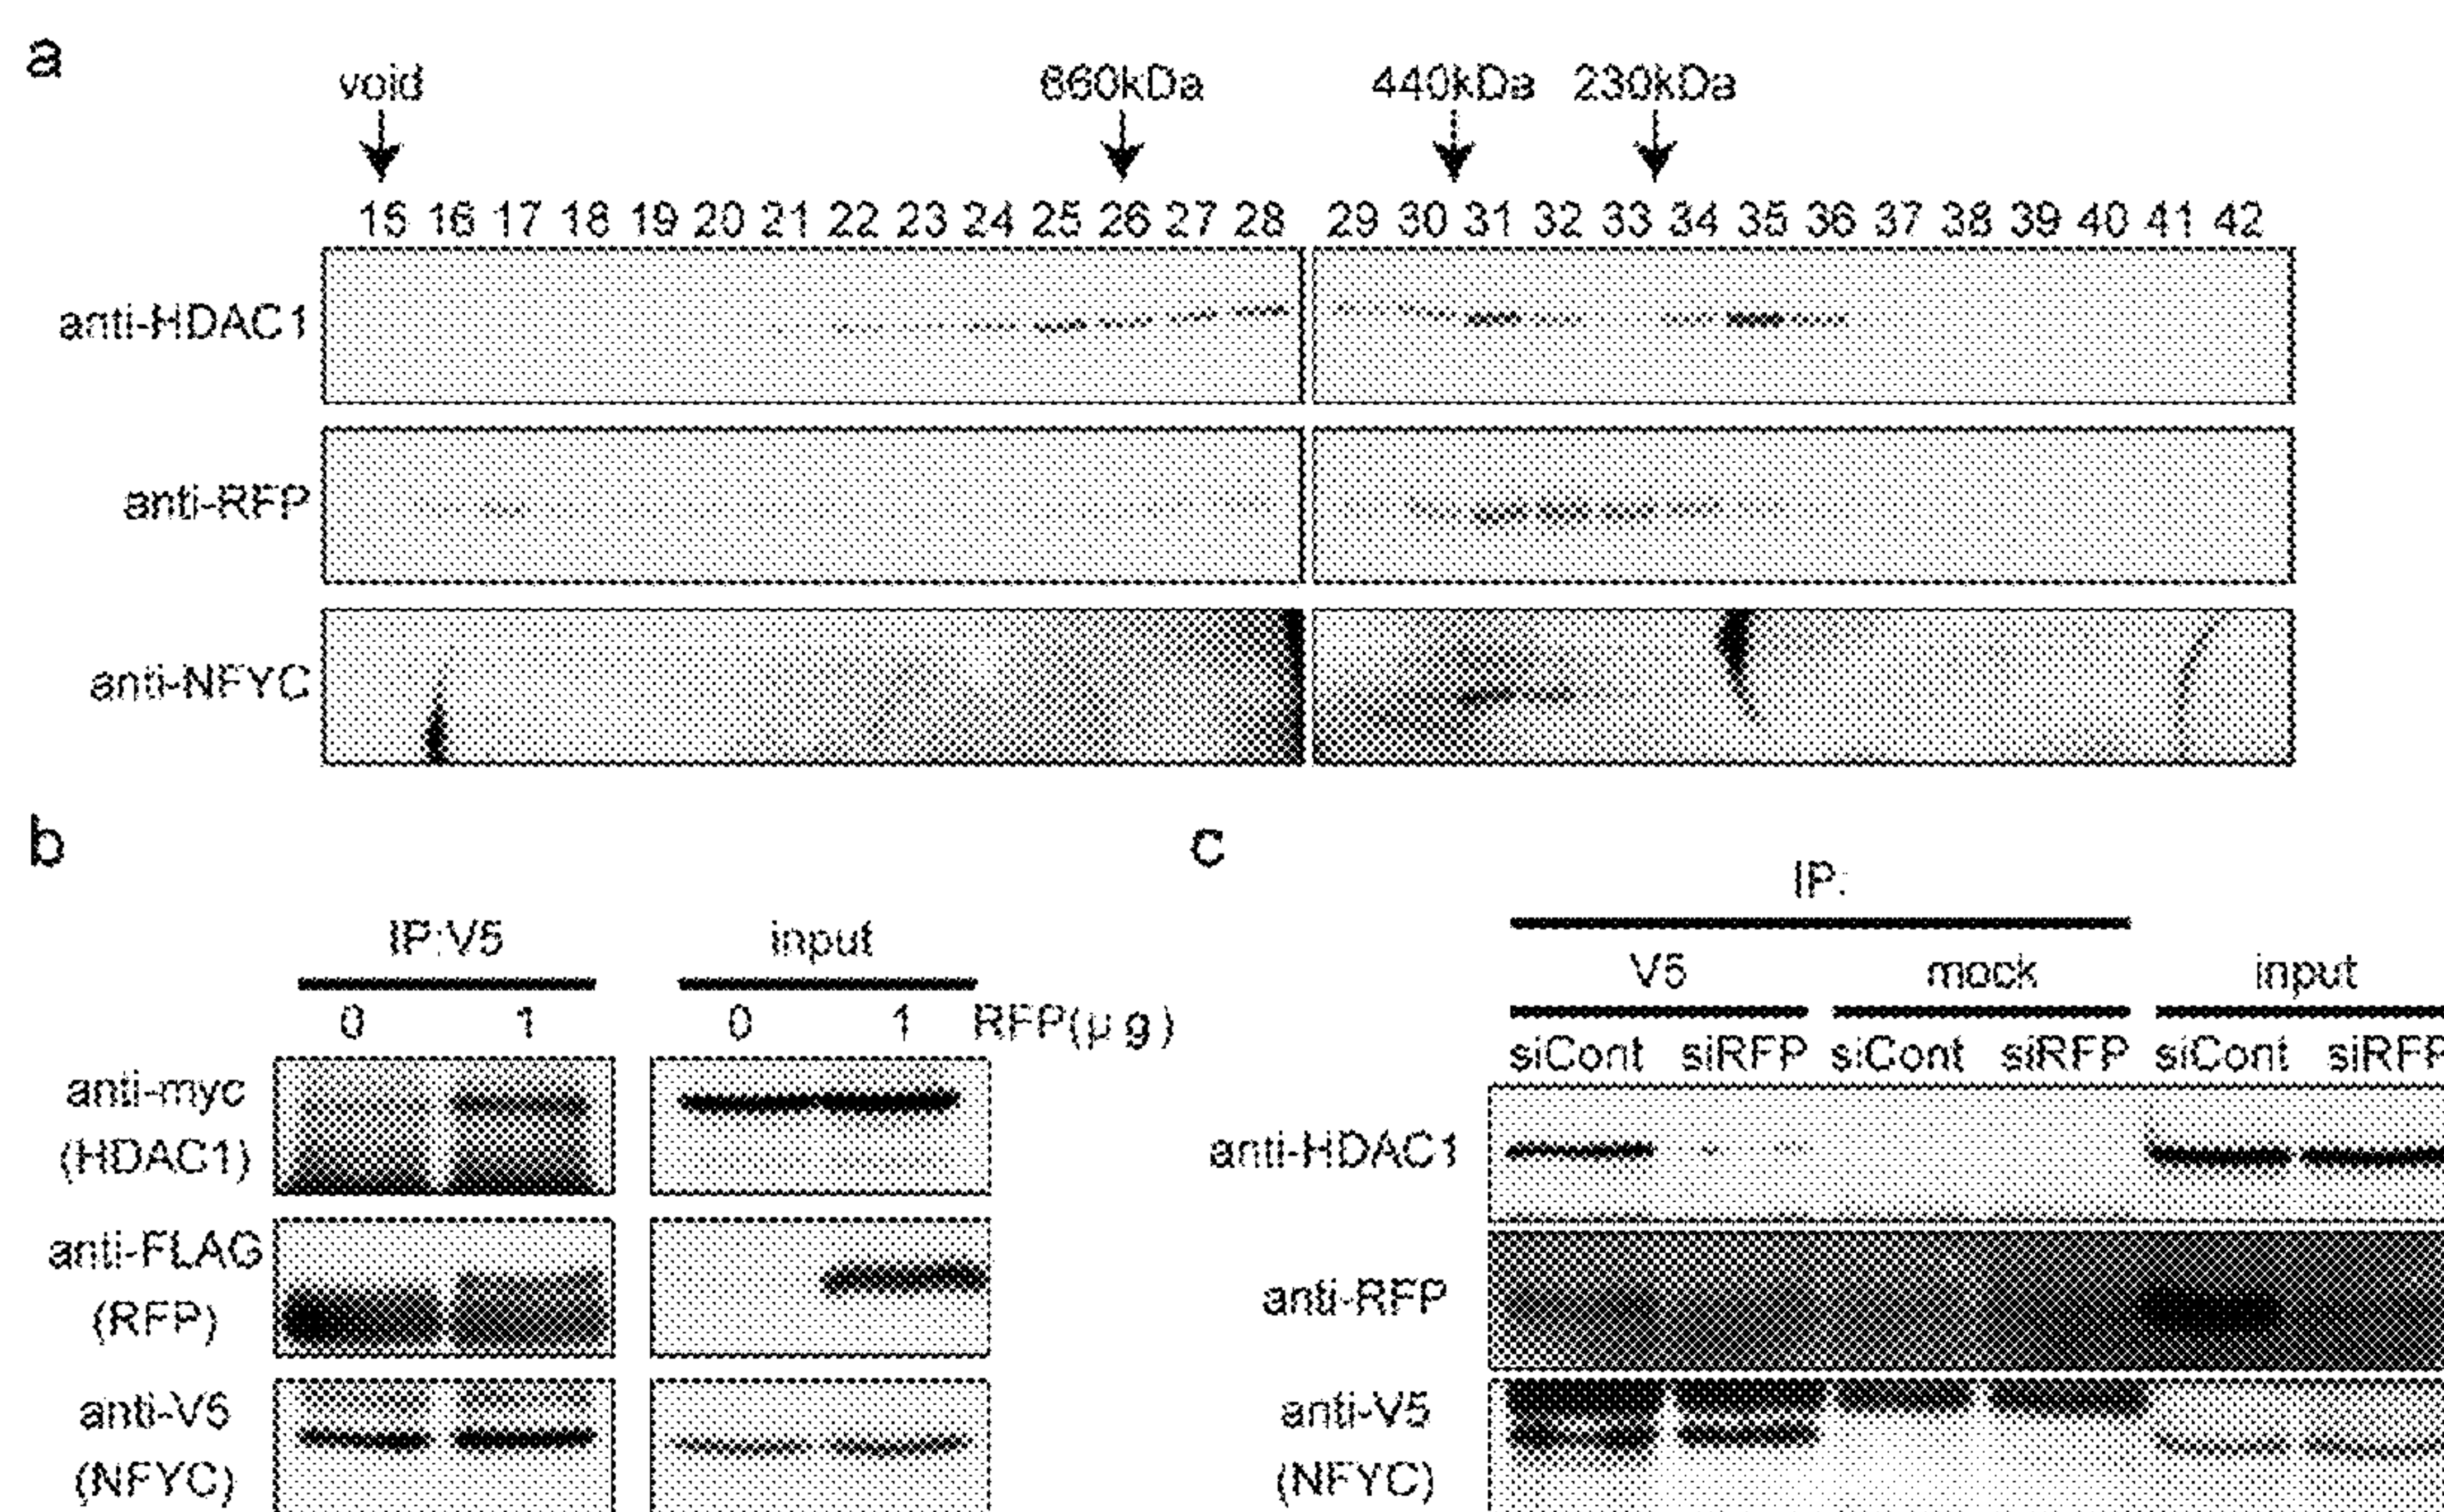 a
void 660kDa 440kDa 230kDa
15 16 17 18 19 20 21 22 23 24 25 26 27 28 29 30 31 32 33 34 35 36 37 38 39 40 41 42
anti-HDAC1
anti-RFP
anti-NFYC
b
IP:V5 input
0 1 0 1 RFP(μg)
anti-myc
(HDAC1)
anti-FLAG
(RFP)
anti-V5
(NFYC)
c
IP:
V5 mock input
siCont siRFP siCont siRFP siCont siRFP
anti-HDAC1
anti-RFP
anti-V5
(NFYC)